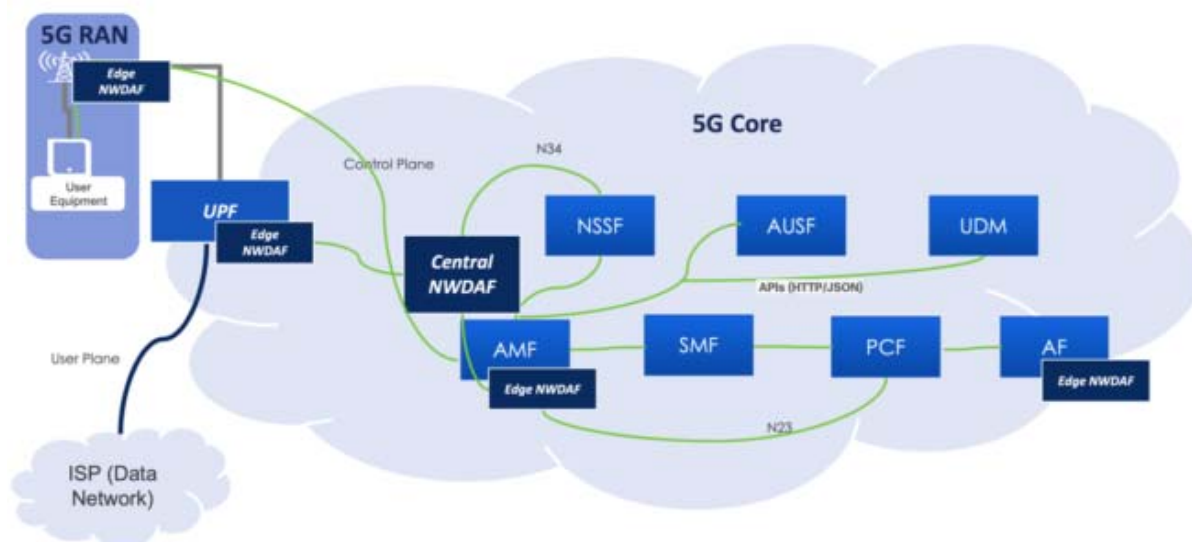 5G RAN
Edge
NWDAF
User
Equipment
5G Core
Control Plane
N34
UPF
Edge
NWDAF
NSSF
AUSF
UDM
Central
NWDAF
APIs (HTTP/JSON)
AMF
SMF
PCF
AF
Edge NWDAF
Edge NWDAF
User Plane
N23
ISP (Data
Network)